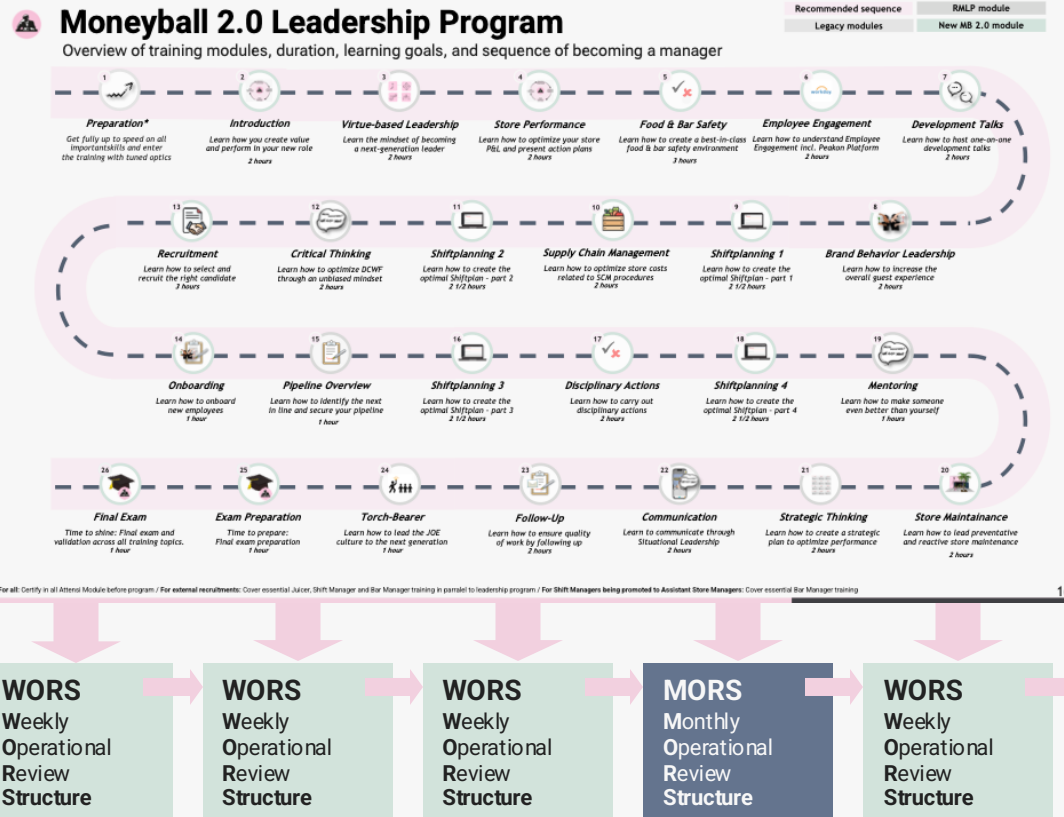 Moneyball 2.0 Leadership Program
Overview of training modules, duration, learning goals, and sequence of becoming a manager
Recommended sequence
RMLP module
Legacy modules
New MB 2.0 module
1
Preparation*
Get fully up to speed on all
importantskills and enter
the training with tuned optics
2
Introduction
Learn how you create value
and perform in your new role
2 hours
3
Virtue-based Leadership
Learn the mindset of becoming
a next-generation leader
2 hours
4
Store Performance
Learn how to optimize your store
P&L and present action plans
2 hours
5
Food & Bar Safety
Learn how to create a best-in-class
food & bar safety environment
3 hours
6
Employee Engagement
Learn how to understand Employee
Engagement incl. Peakon Platform
2 hours
7
Development Talks
Learn how to host one-on-one
development talks
2 hours
13
Recruitment
Learn how to select and
recruit the right candidate
3 hours
12
Critical Thinking
Learn how to optimize DCWF
through an unbiased mindset
2 hours
11
Shiftplanning 2
Learn how to create the
optimal Shiftplan - part 2
2 1/2 hours
10
Supply Chain Management
Learn how to optimize store costs
related to SCM procedures
2 hours
9
Shiftplanning 1
Learn how to create the
optimal Shiftplan - part 1
2 1/2 hours
8
Brand Behavior Leadership
Learn how to increase the
overall guest experience
2 hours
14
Onboarding
Learn how to onboard
new employees
1 hour
15
Pipeline Overview
Learn how to identify the next
in line and secure your pipeline
1 hour
16
Shiftplanning 3
Learn how to create the
optimal Shiftplan - part 3
2 1/2 hours
17
Disciplinary Actions
Learn how to carry out
disciplinary actions
2 hours
18
Shiftplanning 4
Learn how to create the
optimal Shiftplan - part 4
2 1/2 hours
19
Mentoring
Learn how to make someone
even better than yourself
1 hours
26
Final Exam
Time to shine: Final exam and
validation across all training topics.
1 hour
25
Exam Preparation
Time to prepare:
Final exam preparation
1 hour
24
Torch-Bearer
Learn how to lead the JOE
culture to the next generation
1 hour
23
Follow-Up
Learn how to ensure quality
of work by following up
2 hours
22
Communication
Learn to communicate through
Situational Leadership
2 hours
21
Strategic Thinking
Learn how to create a strategic
plan to optimize performance
2 hours
20
Store Maintainance
Learn how to lead preventative
and reactive store maintenance
2 hours
For all: Certify in all Attensi Module before program / For external recruitments: Cover essential Juicer, Shift Manager and Bar Manager training in parralel to leadership program / For Shift Managers being promoted to Assistant Store Managers: Cover essential Bar Manager training
1
WORS
Weekly
Operational
Review
Structure
WORS
Weekly
Operational
Review
Structure
WORS
Weekly
Operational
Review
Structure
MORS
Monthly
Operational
Review
Structure
WORS
Weekly
Operational
Review
Structure